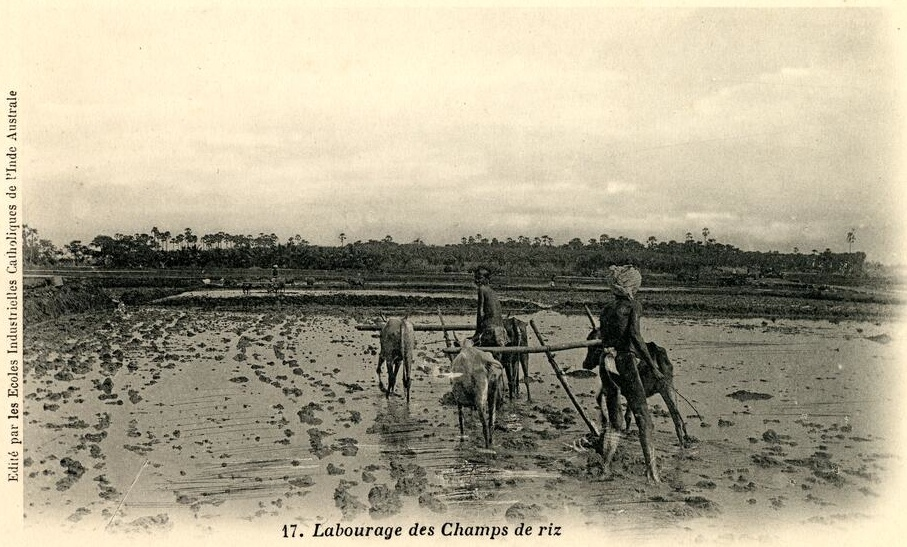 Edité par les Ecoles Industrielles Catholiques de l'Inde Australe
17. Labourage des Champs de riz